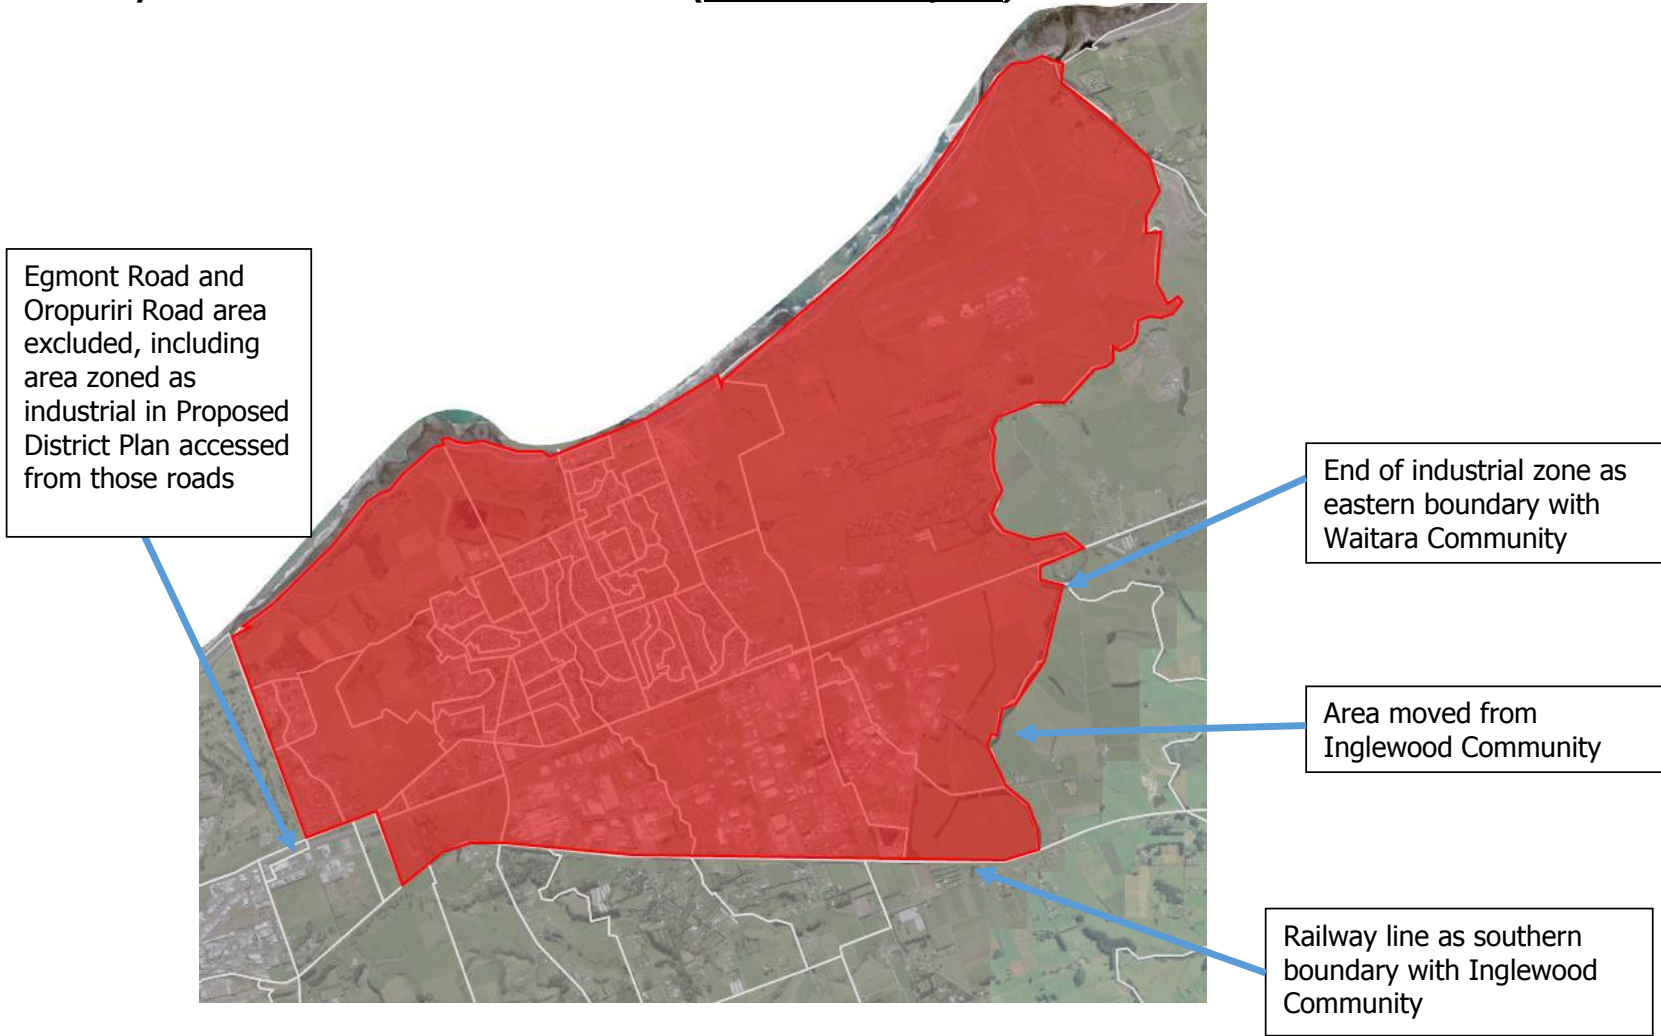 Egmont Road and
Oropuriri Road area
excluded, including
area zoned as
industrial in Proposed
District Plan accessed
from those roads
End of industrial zone as
eastern boundary with
Waitara Community
Area moved from
Inglewood Community
Railway line as southern
boundary with Inglewood
Community